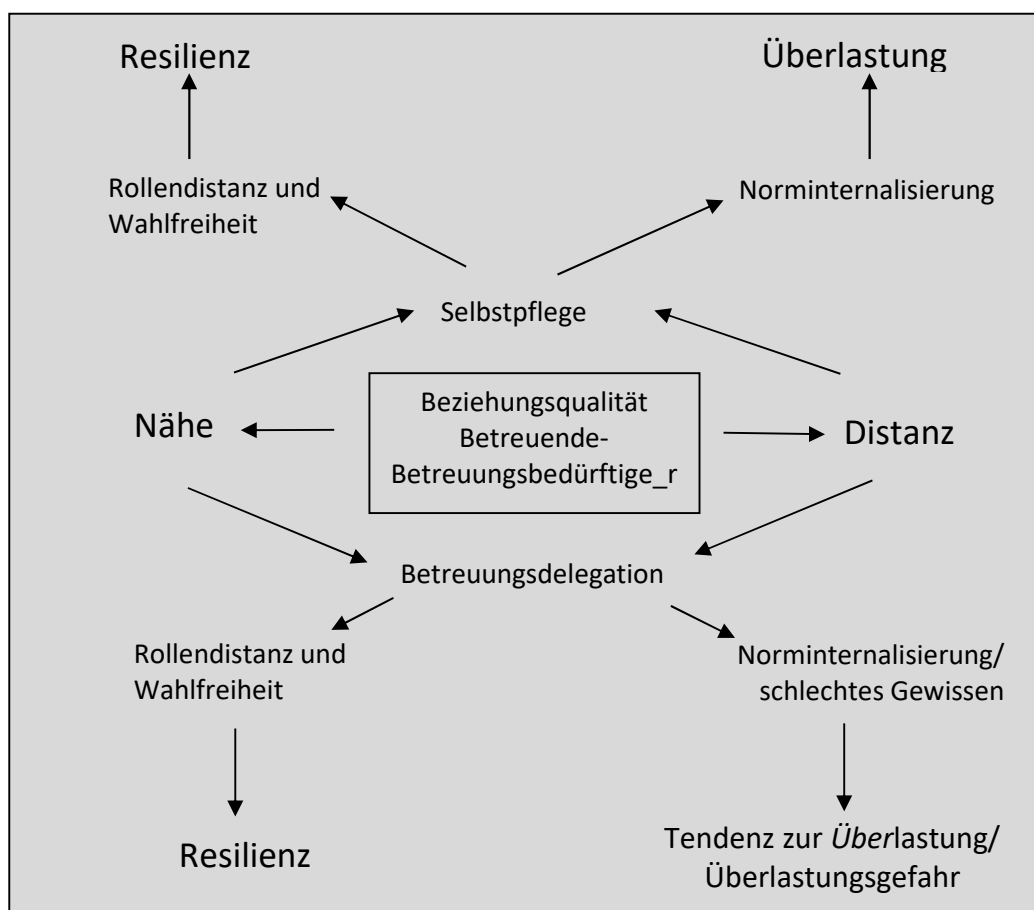 Resilienz
Überlastung
Rollendistanz und
Wahlfreiheit
Norminternalisierung
Selbstpflege
Nähe
Beziehungsqualität
Betreuende-
Betreuungsbedürftige_r
Distanz
Betreuungsdelegation
Rollendistanz und
Wahlfreiheit
Norminternalisierung/
schlechtes Gewissen
Resilienz
Tendenz zur Überlastung/
Überlastungsgefahr